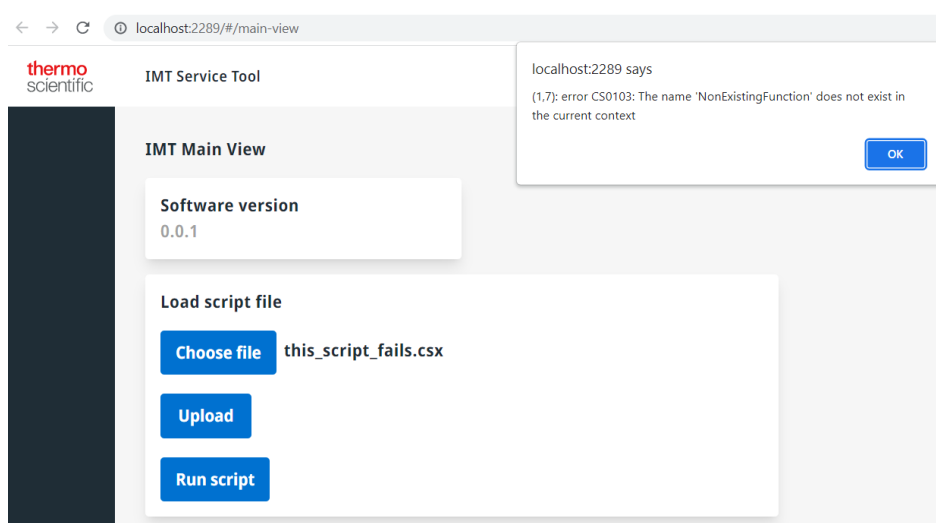 localhost:2289/#/main-view
thermo
scientific
IMT Service Tool
localhost:2289 says
(1,7): error CS0103: The name 'NonExistingFunction' does not exist in
the current context
OK
IMT Main View
Software version
0.0.1
Load script file
Choose file this_script_fails.csx
Upload
Run script